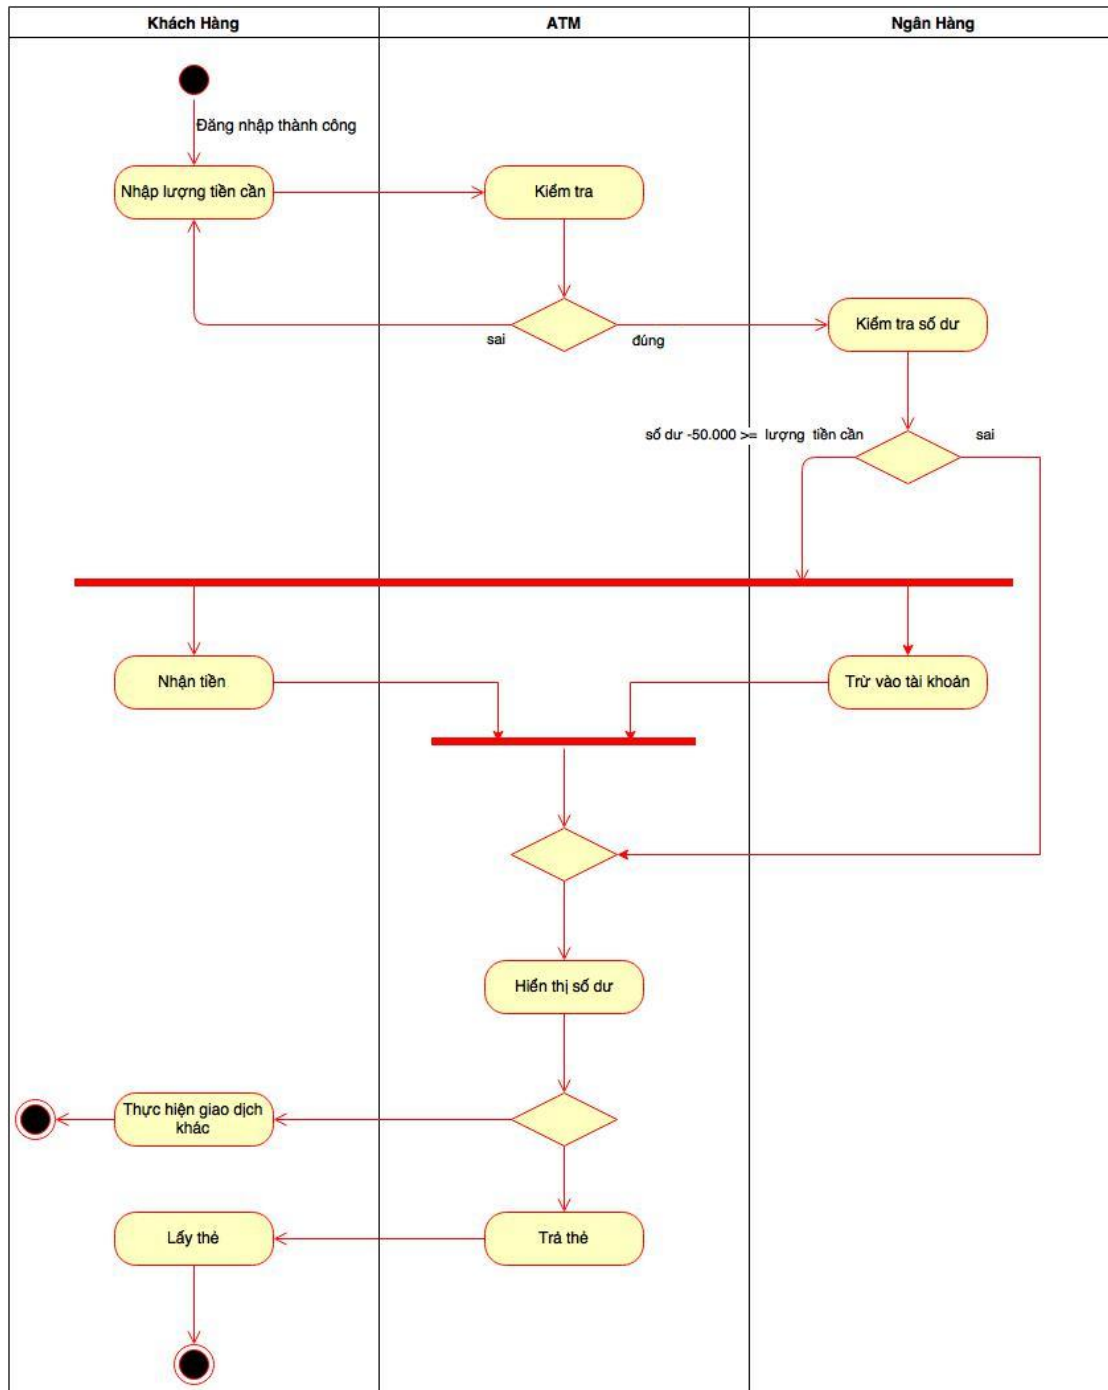 Khách Hàng
ATM
Ngân Hàng
Đăng nhập thành công
Nhập lượng tiền cần
Kiểm tra
Kiểm tra số dư
sai
đúng
số dư -50.000 >= lượng tiền cần
sai
Nhận tiền
Trừ vào tài khoản
Hiển thị số dư
Thực hiện giao dịch
khác
Lấy thẻ
Trả thẻ